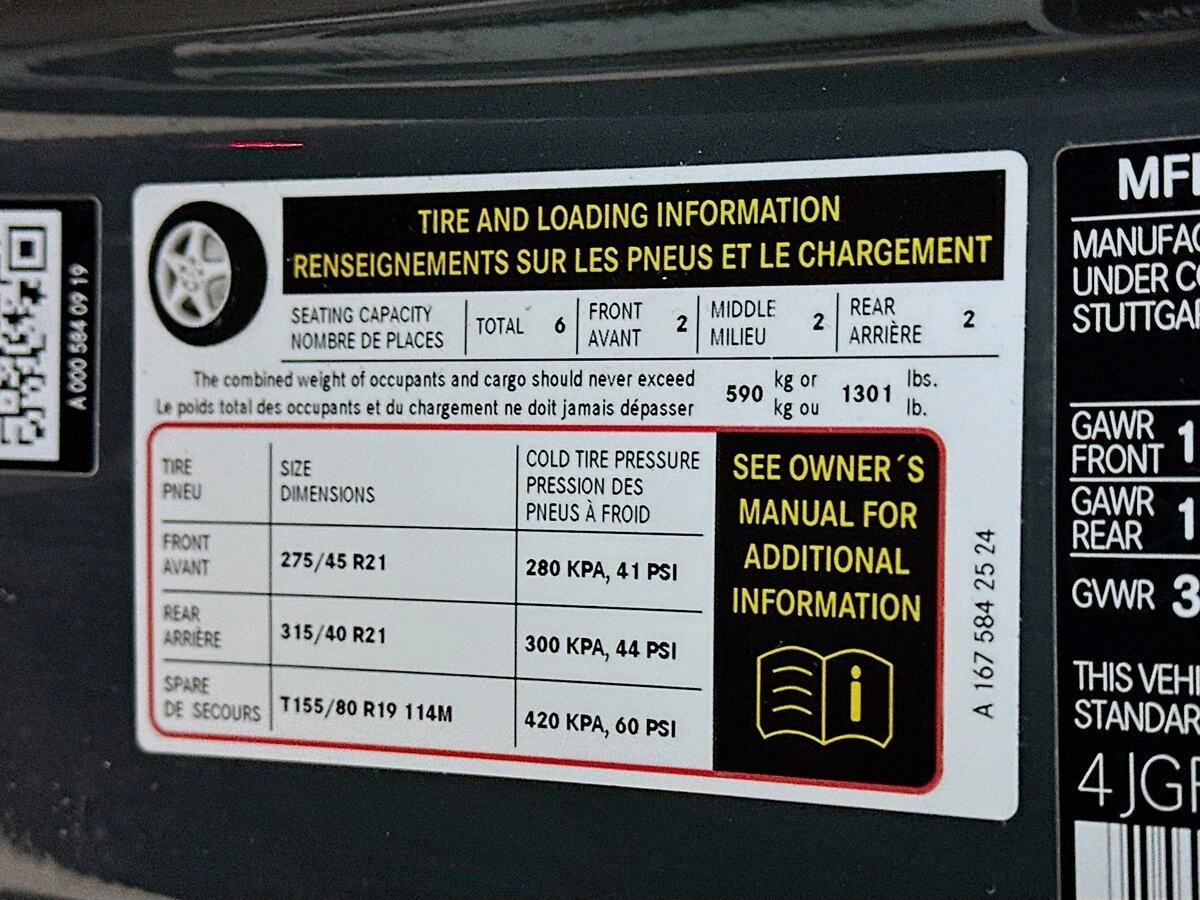 A 000 584 09 19
TIRE AND LOADING INFORMATION
RENSEIGNEMENTS SUR LES PNEUS ET LE CHARGEMENT
SEATING CAPACITY
NOMBRE DE PLACES
TOTAL 6
FRONT
AVANT 2
MIDDLE
MILIEU 2
REAR
ARRIÈRE 2
The combined weight of occupants and cargo should never exceed
Le poids total des occupants et du chargement ne doit jamais dépasser
590 kg or
kg ou
1301 lbs.
lb.
TIRE
PNEU
SIZE
DIMENSIONS
COLD TIRE PRESSURE
PRESSION DES
PNEUS À FROID
FRONT
AVANT
275/45 R21
280 KPA, 41 PSI
REAR
ARRIÈRE
315/40 R21
300 KPA, 44 PSI
SPARE
DE SECOURS
T155/80 R19 114M
420 KPA, 60 PSI
SEE OWNER´S
MANUAL FOR
ADDITIONAL
INFORMATION
i
A 167 584 25 24
MANUFAC
UNDER CO
STUTTGA
GAWR
FRONT 1
GAWR
REAR 1
GVWR 3
THIS VEHI
STANDAR
4JG